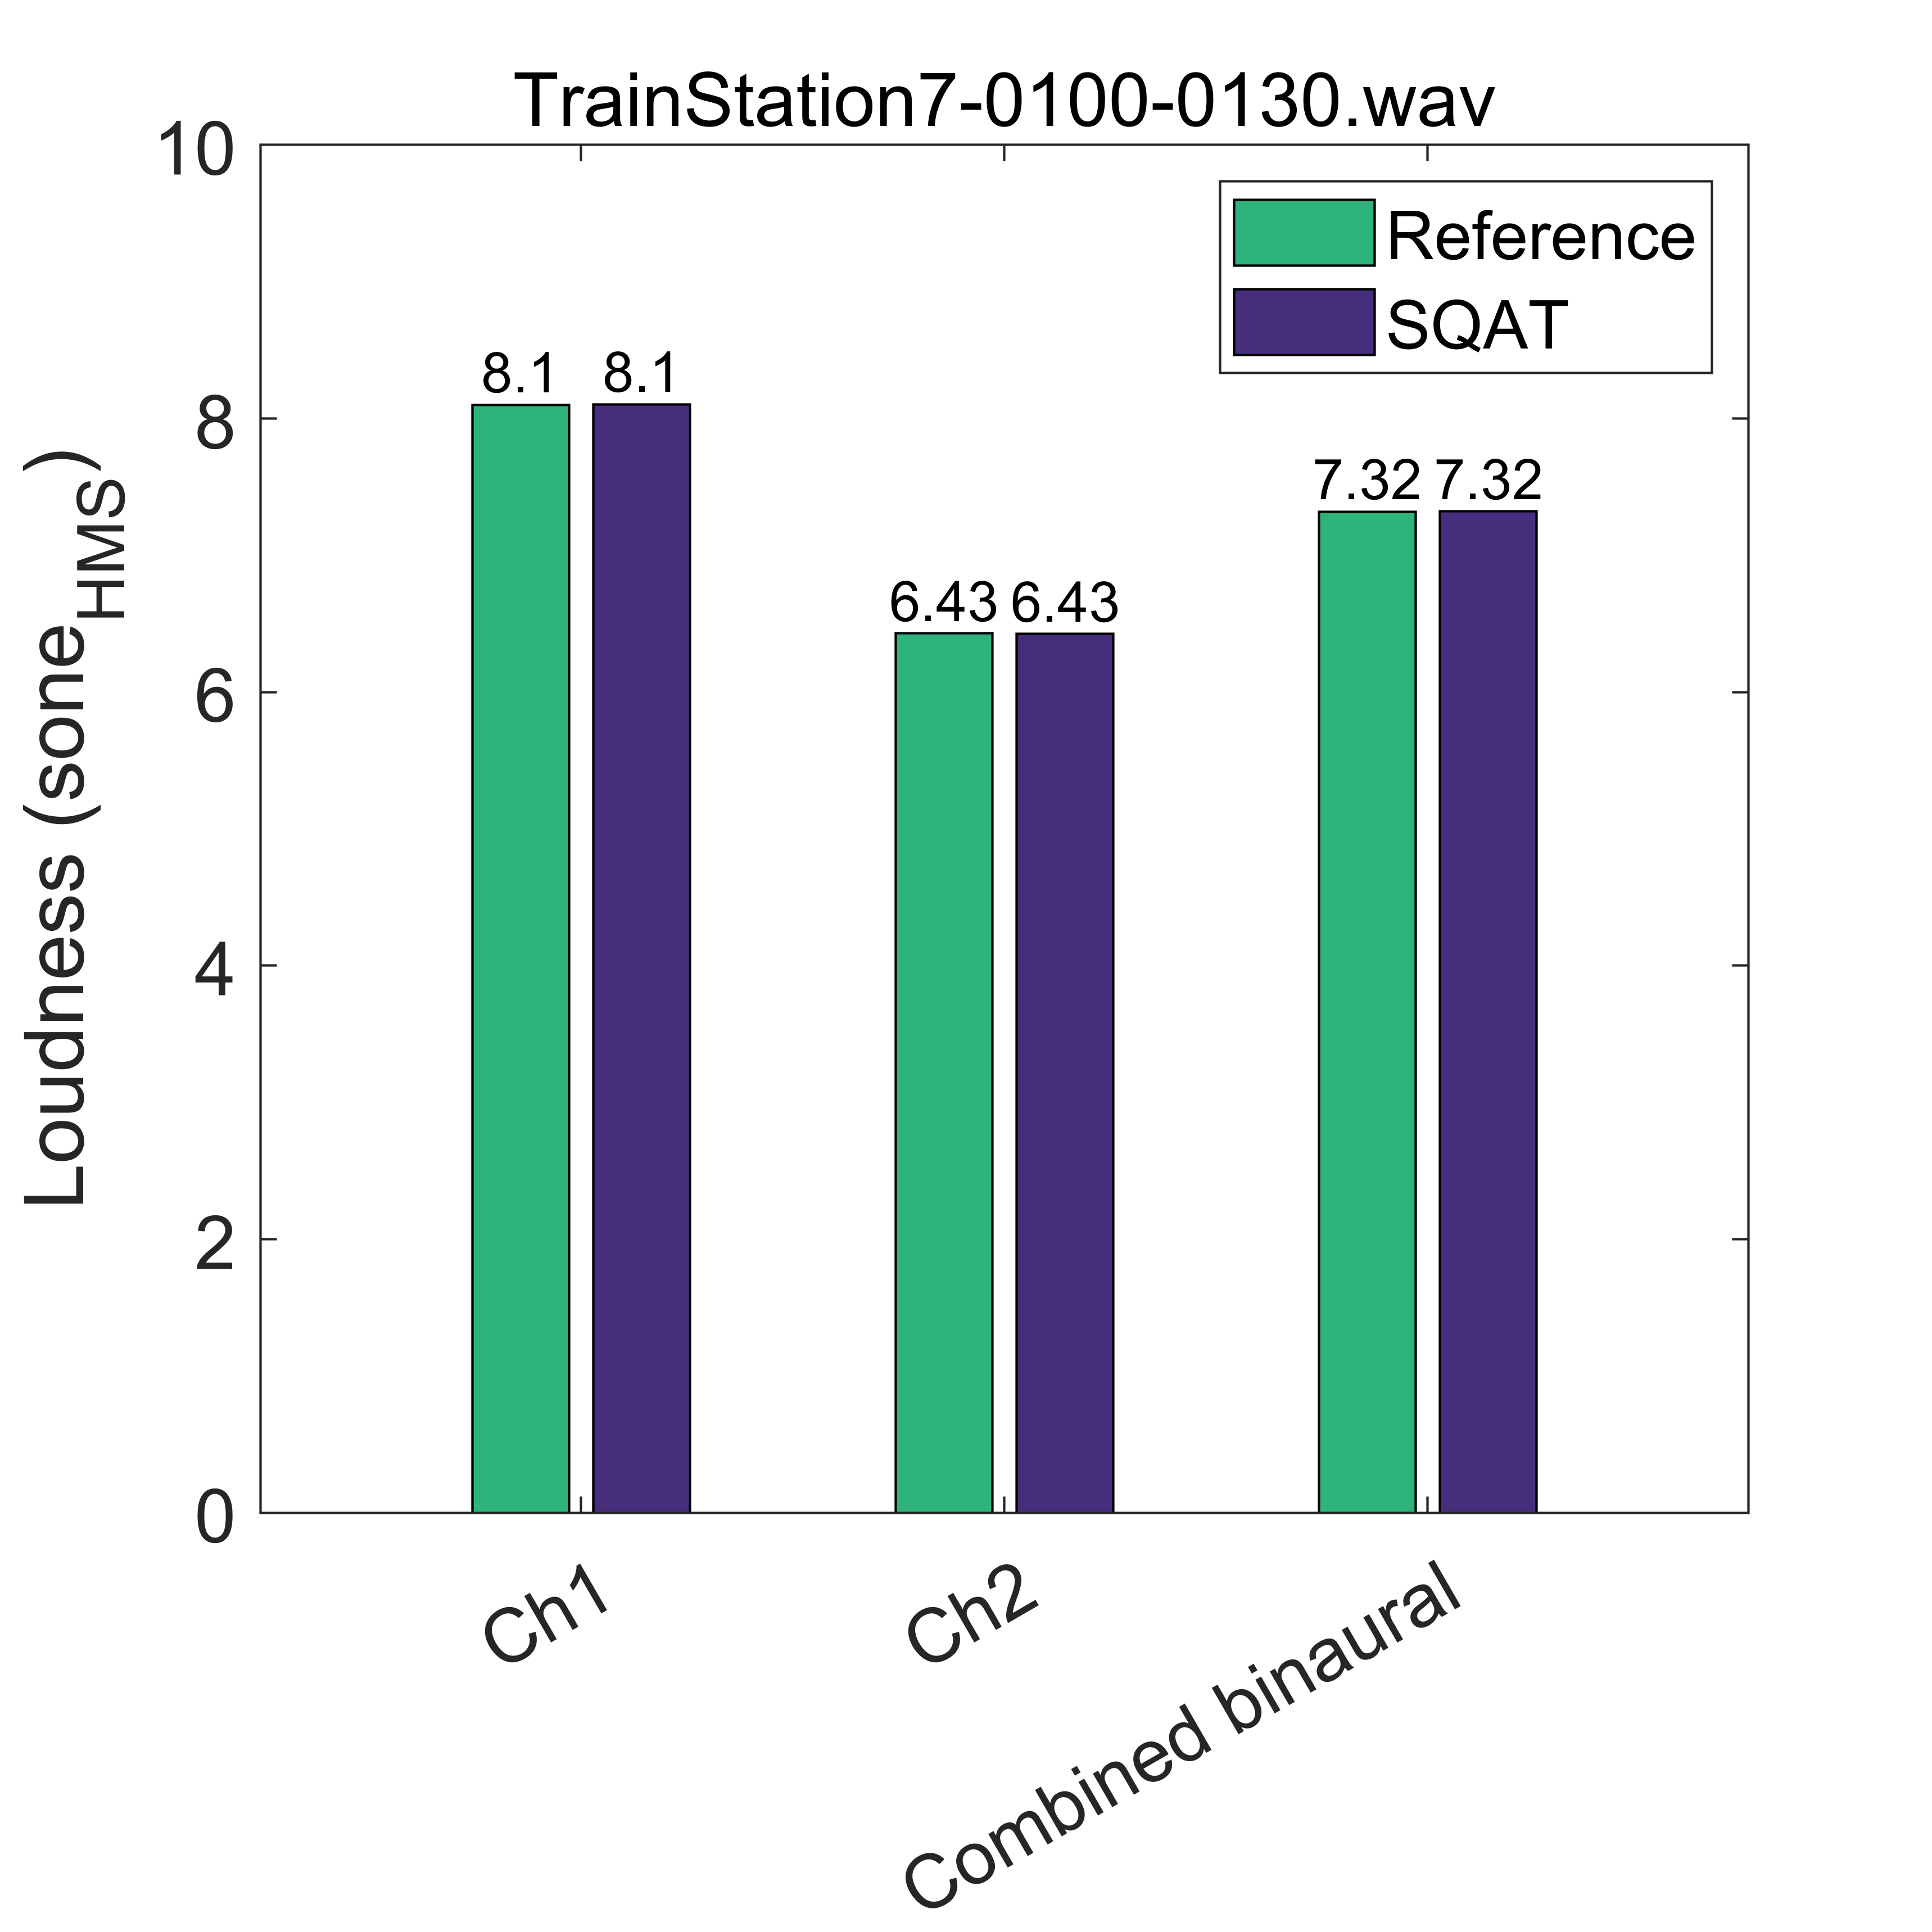 TrainStation7-0100-0130.wav
Reference
SQAT
Loudness (sone_HMS)
10
8
6
4
2
0
8.1
8.1
6.43
6.43
7.32
7.32
Ch1
Ch2
Combined binaural